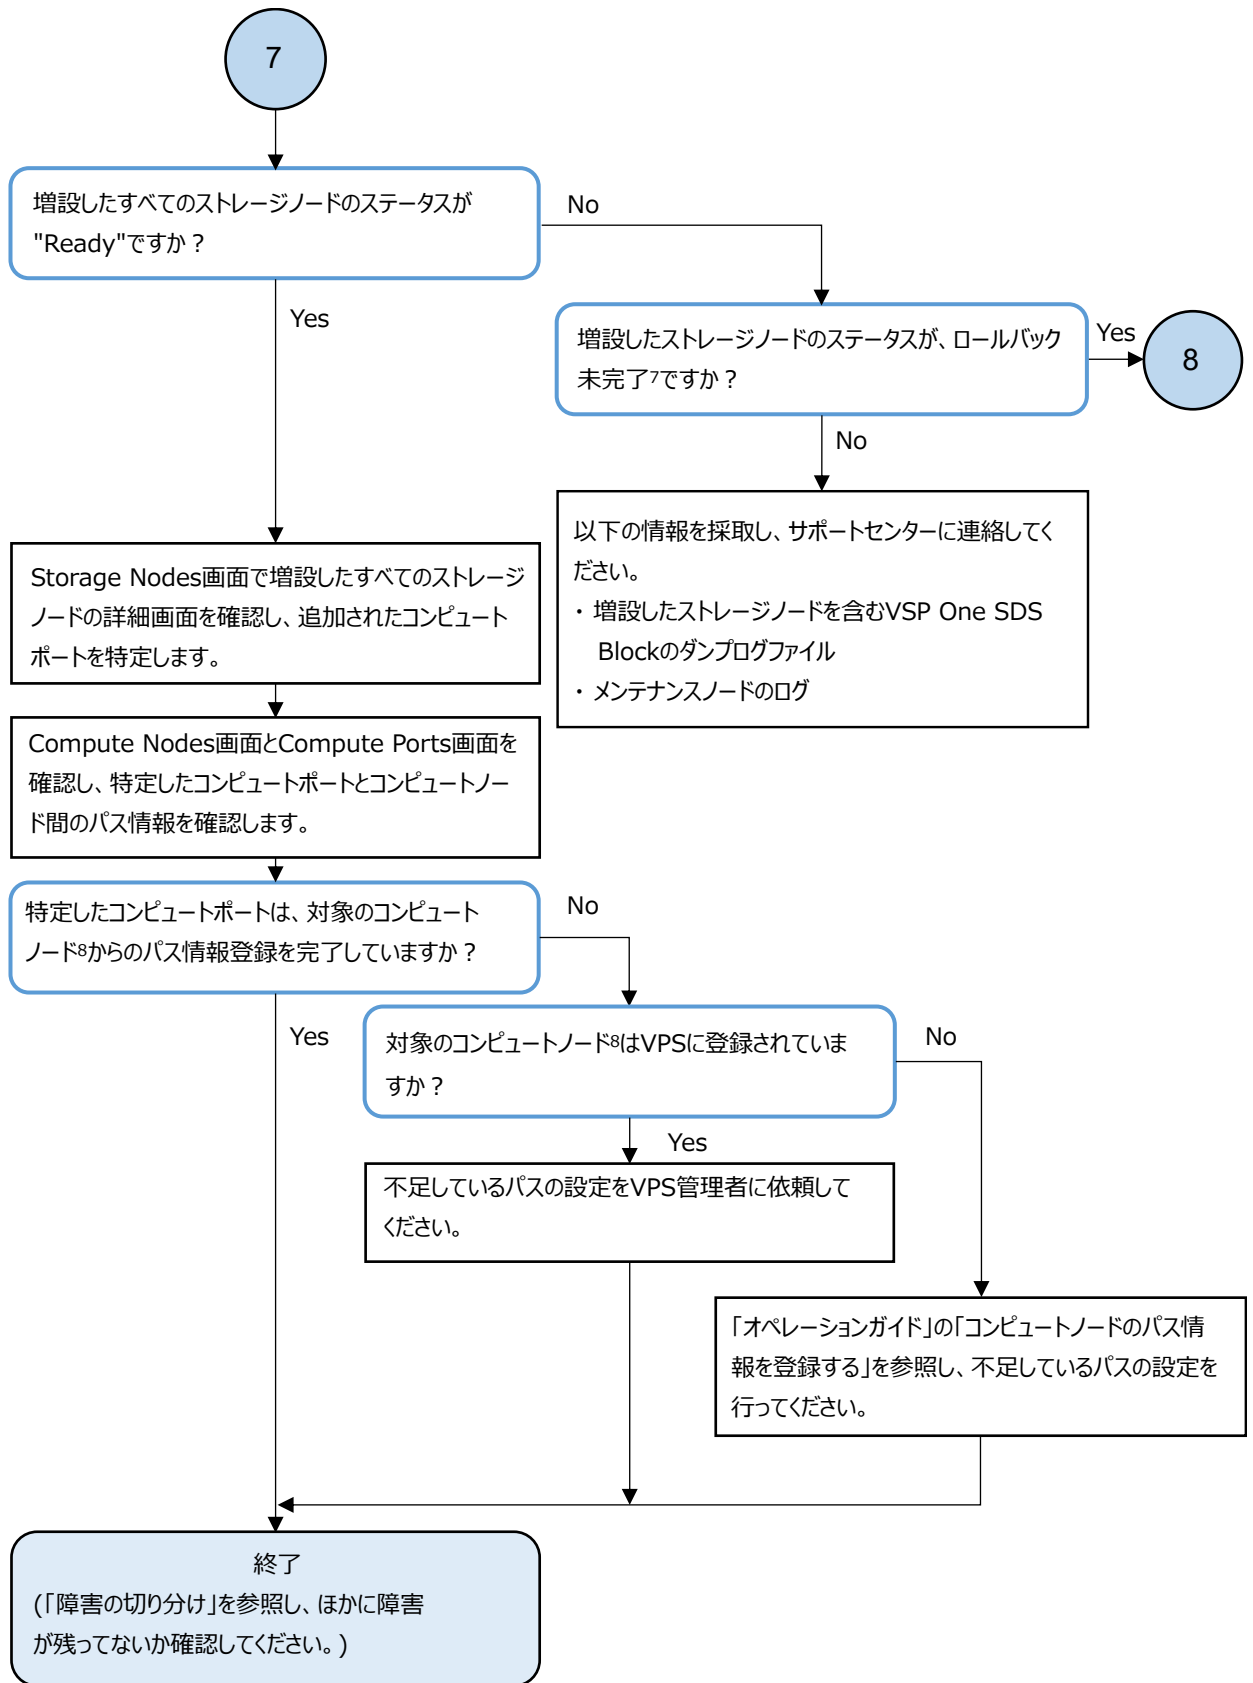 7
増設したすべてのストレージノードのステータスが
"Ready"ですか？
No
Yes
増設したストレージノードのステータスが、ロールバック
未完了7ですか？
Yes
8
No
以下の情報を採取し、サポートセンターに連絡してく
ださい。
・ 増設したストレージノードを含むVSP One SDS
Blockのダンプログファイル
・ メンテナンスノードのログ
Storage Nodes画面で増設したすべてのストレージ
ノードの詳細画面を確認し、追加されたコンピュート
ポートを特定します。
Compute Nodes画面とCompute Ports画面を
確認し、特定したコンピュートポートとコンピュートノー
ド間のパス情報を確認します。
特定したコンピュートポートは、対象のコンピュート
ノード8からのパス情報登録を完了していますか？
No
Yes
対象のコンピュートノード8はVPSに登録されていま
すか？
No
Yes
不足しているパスの設定をVPS管理者に依頼して
ください。
「オペレーションガイド」の「コンピュートノードのパス情
報を登録する」を参照し、不足しているパスの設定を
行ってください。
終了
(「障害の切り分け」を参照し、ほかに障害
が残ってないか確認してください。)